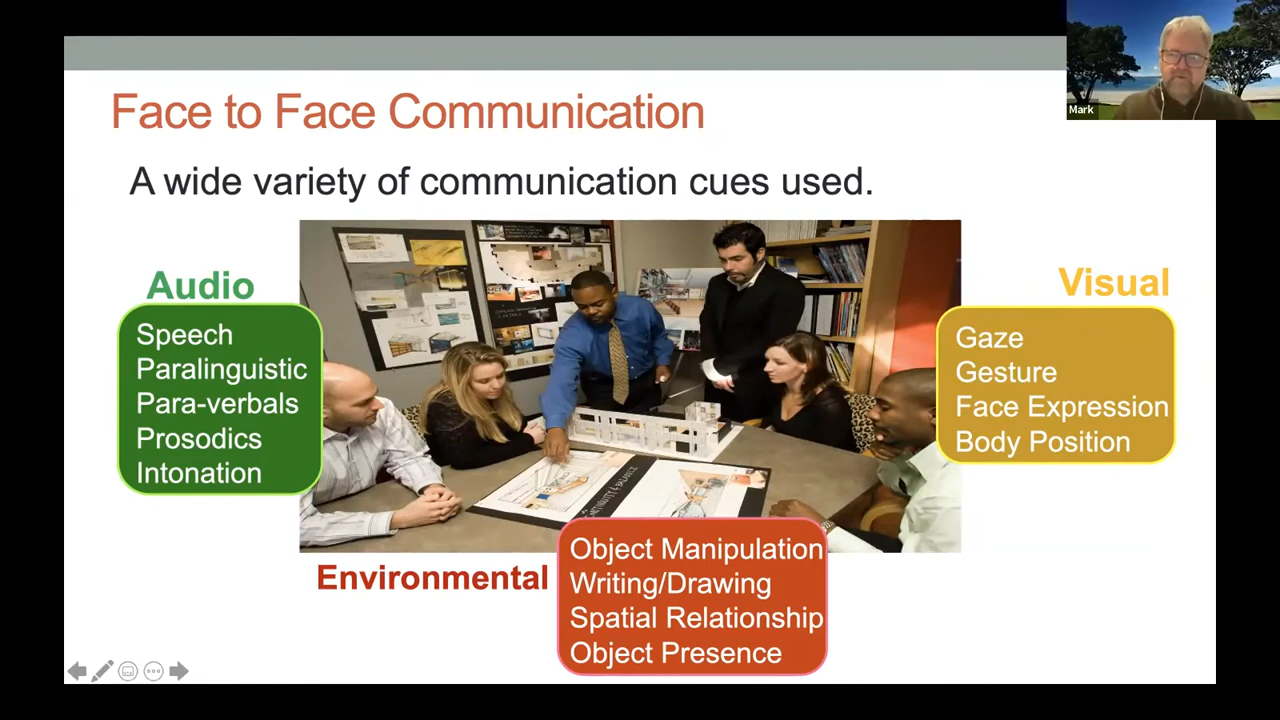 Mark
Face to Face Communication
A wide variety of communication cues used.
Audio
Speech
Paralinguistic
Para-verbals
Prosodics
Intonation
Visual
Gaze
Gesture
Face Expression
Body Position
Environmental
Object Manipulation
Writing/Drawing
Spatial Relationship
Object Presence